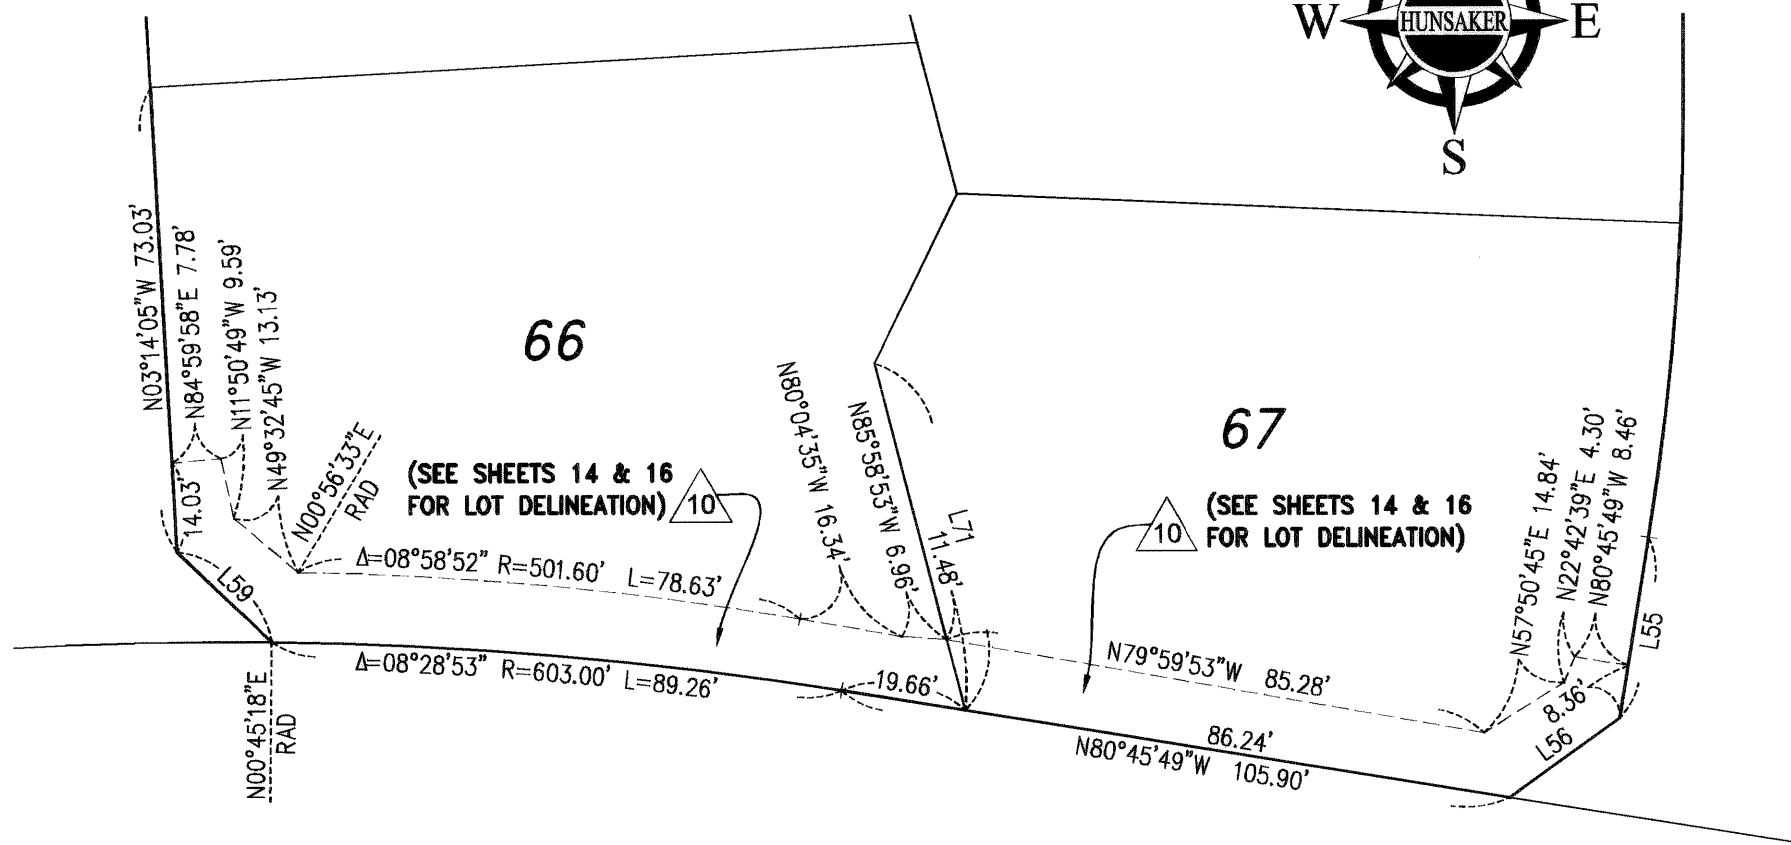 W
HUNSAKER
E
S
N03°14'05"W 73.03'
N84°59'58"E 7.78'
N11°50'49"W 9.59'
N49°32'45"W 13.13'
N00°56'33"E
RAD
14.03'
L59
66
(SEE SHEETS 14 & 16
FOR LOT DELINEATION)
10
Δ=08°58'52" R=501.60' L=78.63'
Δ=08°28'53" R=603.00' L=89.26'
N00°45'18"E
RAD
N80°04'35"W 16.34'
N85°58'53"W 6.96'
L71
11.48'
19.66'
67
10
(SEE SHEETS 14 & 16
FOR LOT DELINEATION)
N79°59'53"W 85.28'
86.24'
N80°45'49"W 105.90'
N57°50'45"E 14.84'
N22°42'39"E 4.30'
N80°45'49"W 8.46'
L55
8.36'
L56